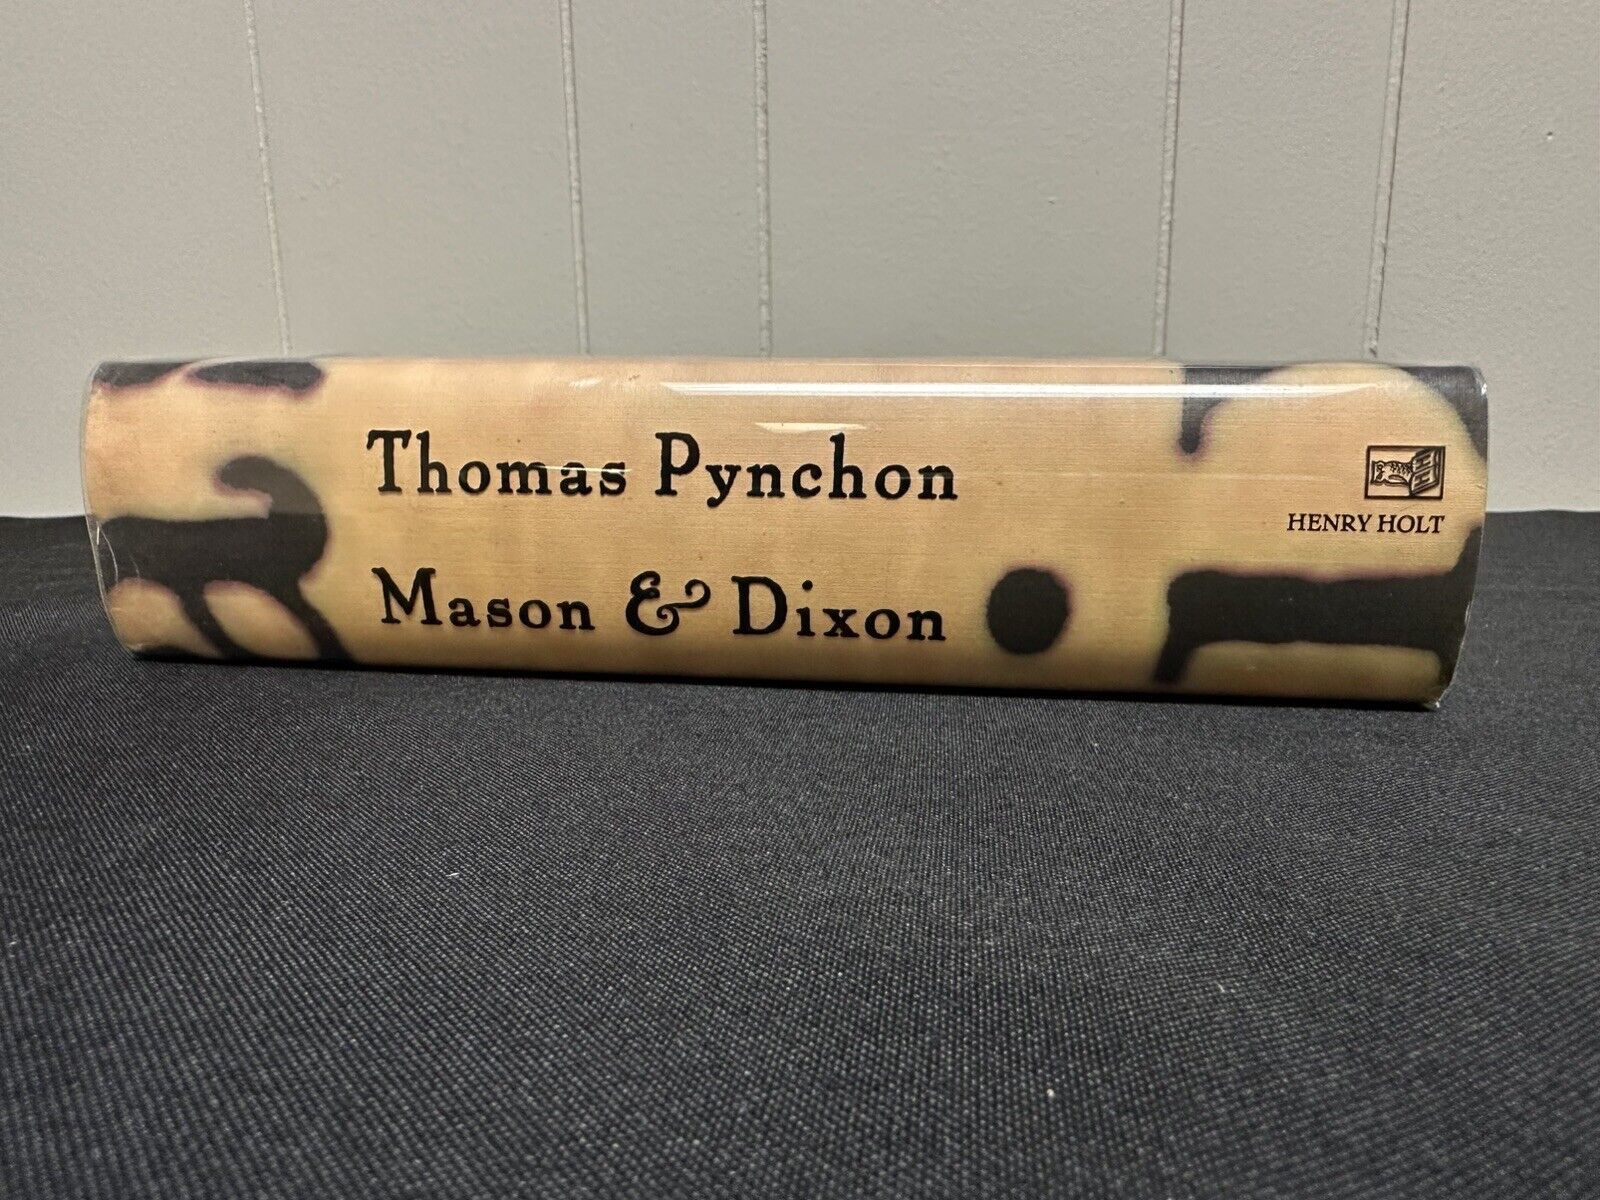 Thomas Pynchon
Mason & Dixon
HENRY HOLT